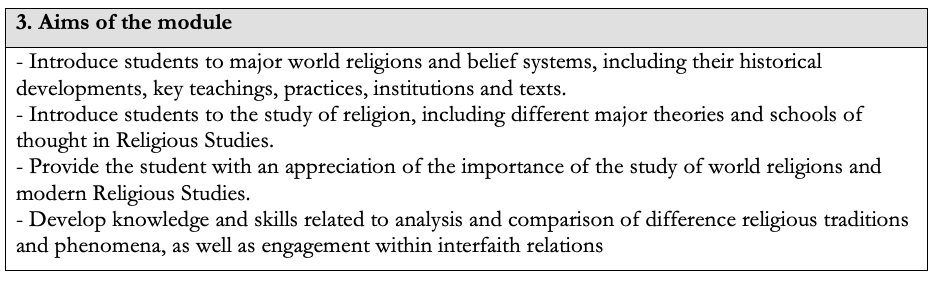 3. Aims of the module
- Introduce students to major world religions and belief systems, including their historical
developments, key teachings, practices, institutions and texts.
- Introduce students to the study of religion, including different major theories and schools of
thought in Religious Studies.
- Provide the student with an appreciation of the importance of the study of world religions and
modern Religious Studies.
- Develop knowledge and skills related to analysis and comparison of difference religious traditions
and phenomena, as well as engagement within interfaith relations